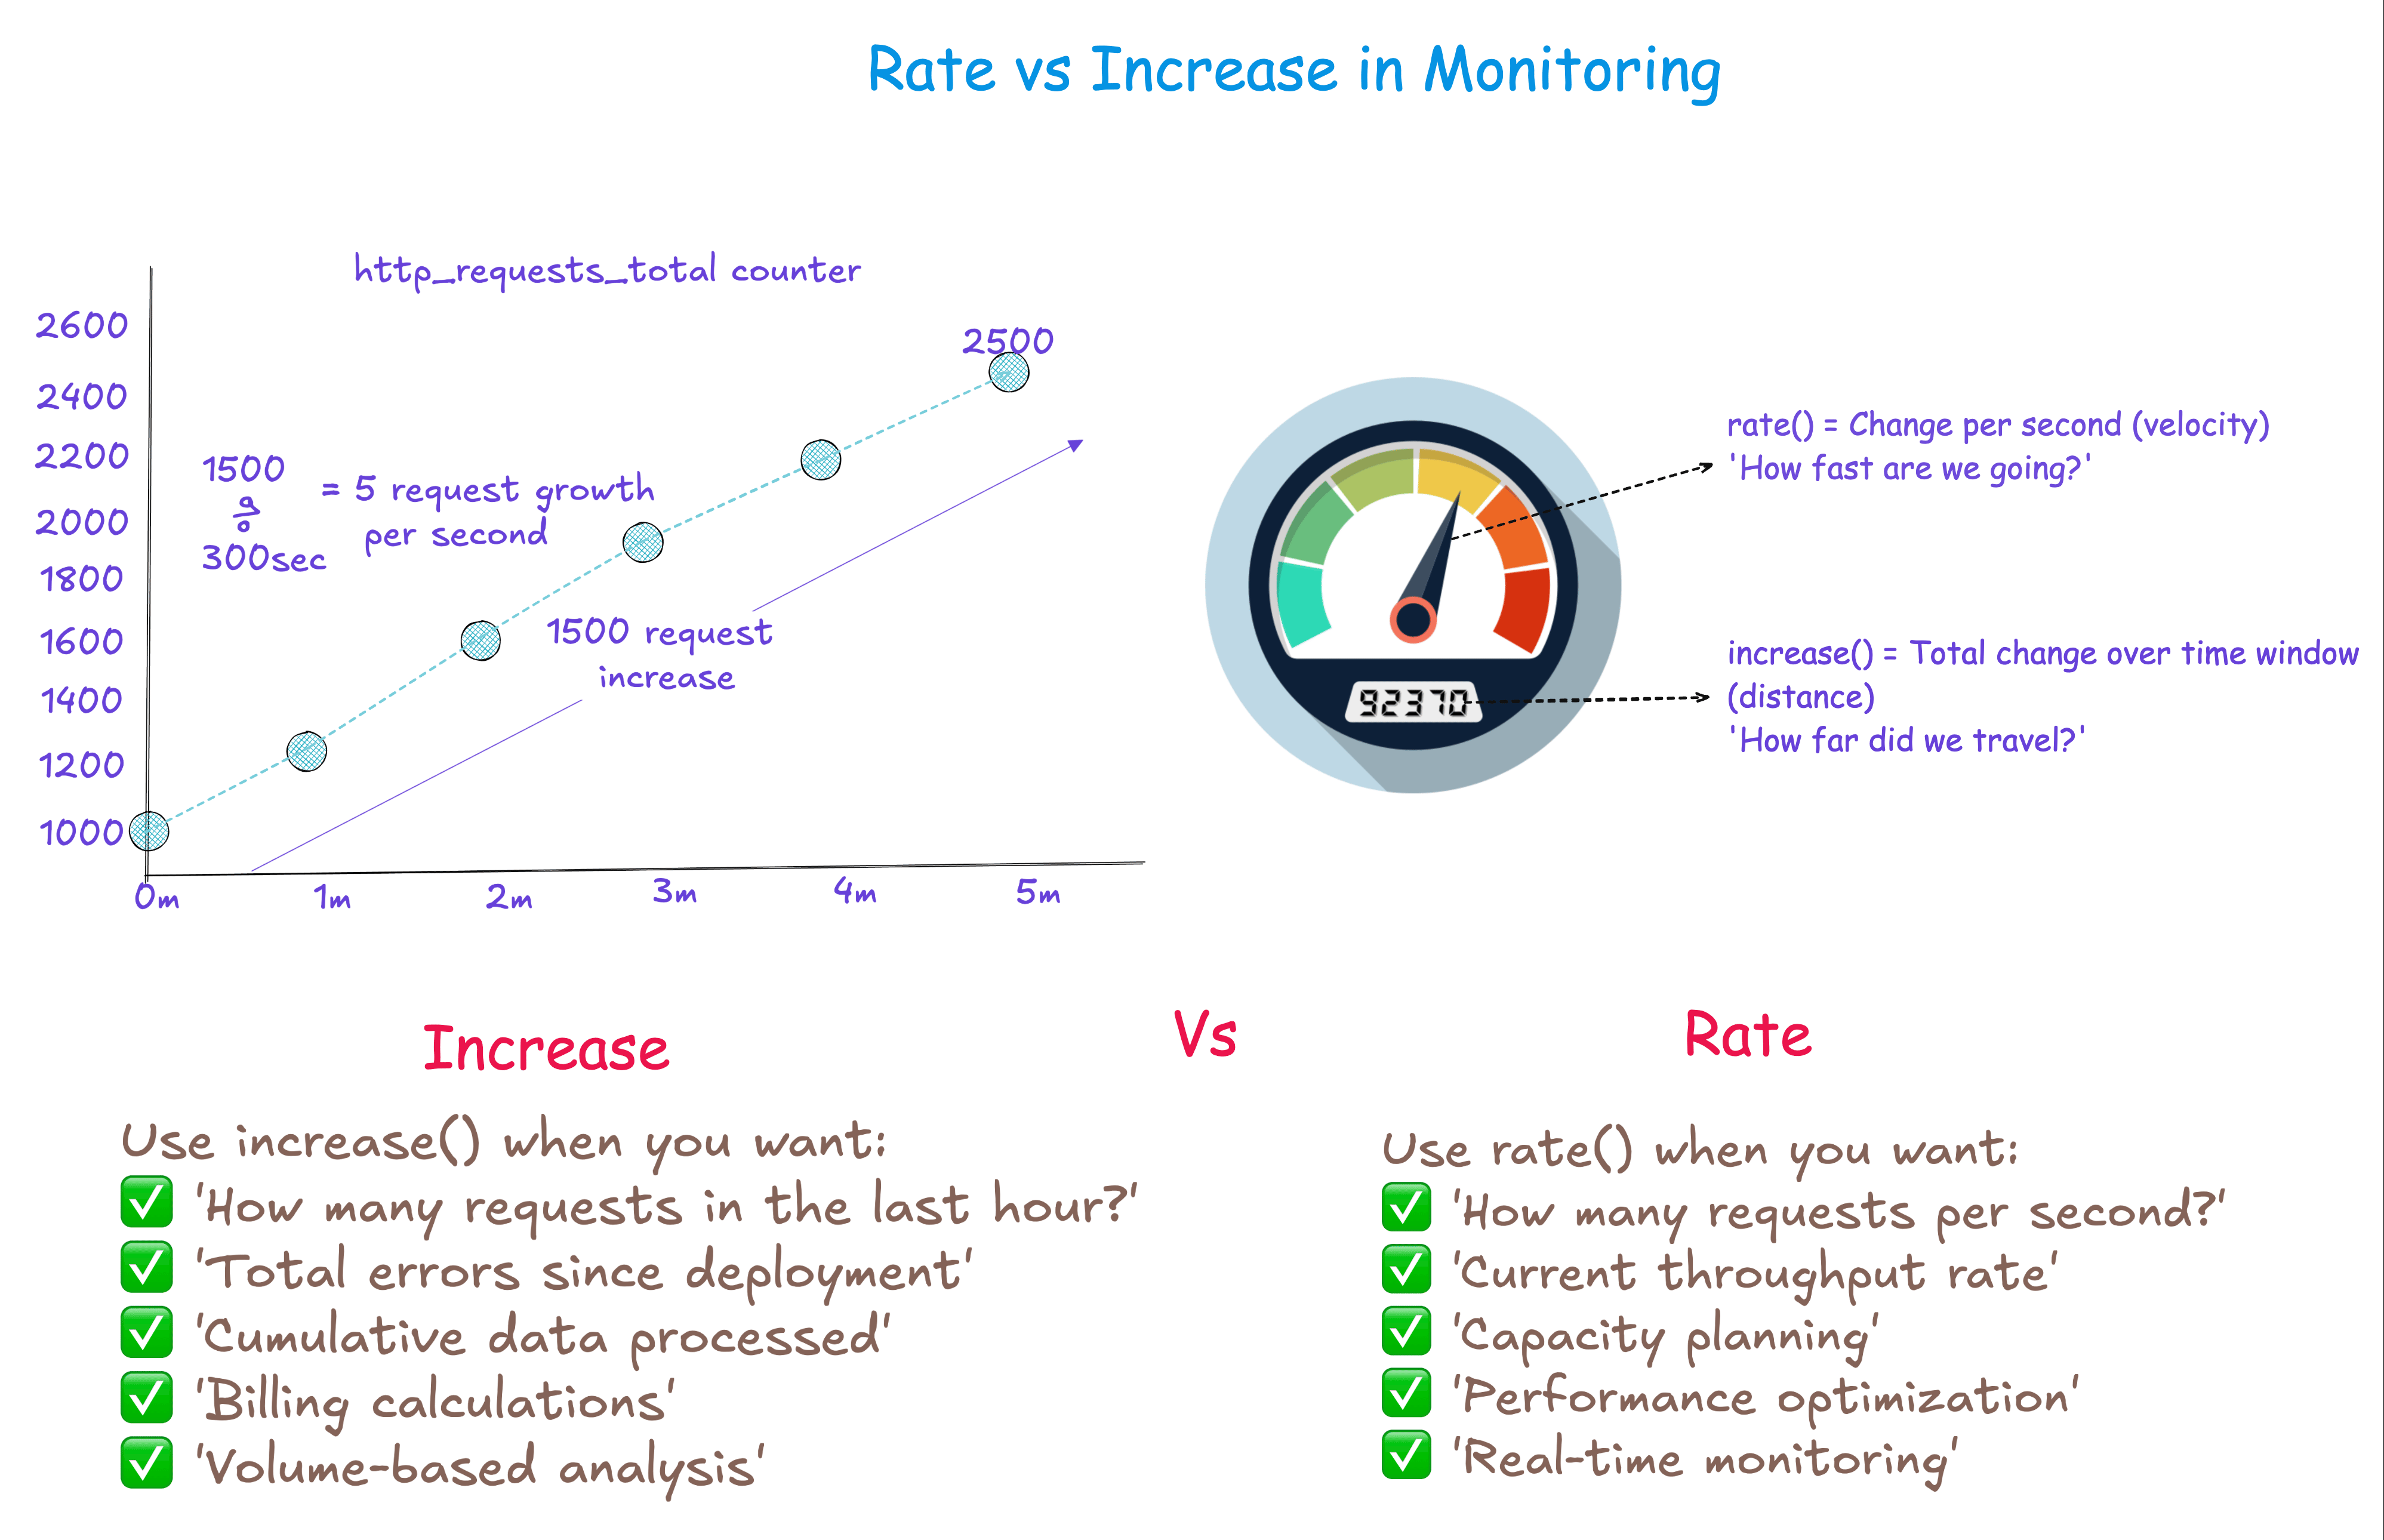 Rate vs Increase in Monitoring
http_requests_total counter
2600
2400
2200
2000
1800
1600
1400
1200
1000
2500
1500
%
300sec
= 5 request growth
per second
1500 request
increase
0m
1m
2m
3m
4m
5m
92370
rate() = Change per second (velocity)
'How fast are we going?'
increase() = Total change over time window
(distance)
'How far did we travel?'
Increase
Vs
Rate
Use increase() when you want:
✅ 'How many requests in the last hour?'
✅ 'Total errors since deployment'
✅ 'Cumulative data processed'
✅ 'Billing calculations'
✅ 'Volume-based analysis'
Use rate() when you want:
✅ 'How many requests per second?'
✅ 'Current throughput rate'
✅ 'Capacity planning'
✅ 'Performance optimization'
✅ 'Real-time monitoring'